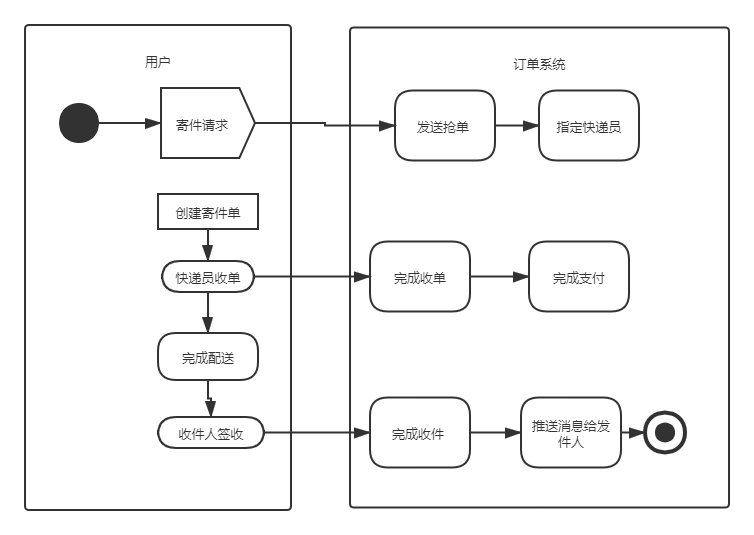 用户
订单系统
寄件请求
发送抢单
指定快递员
创建寄件单
快递员收单
完成收单
完成支付
完成配送
收件人签收
完成收件
推送消息给发
件人